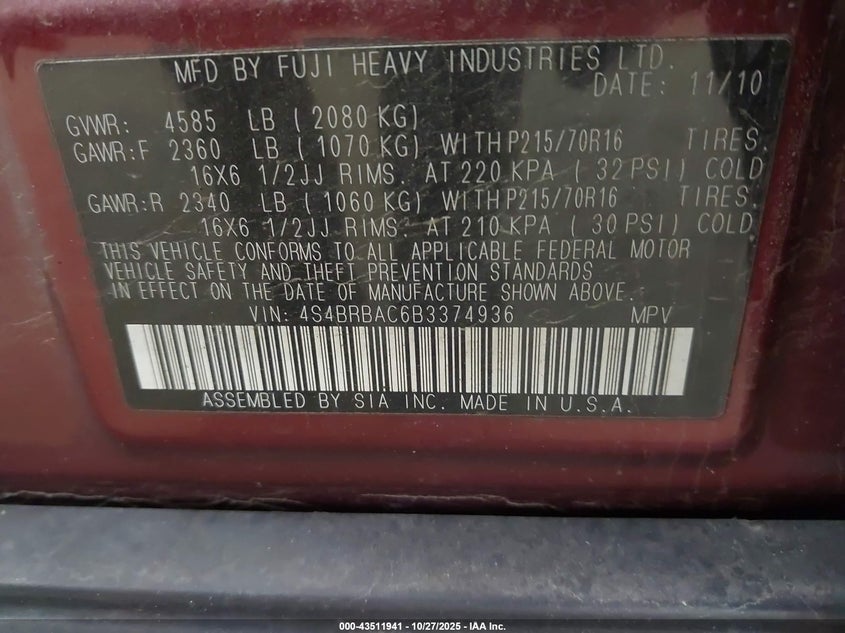 MFD BY FUJI HEAVY INDUSTRIES LTD.
DATE: 11/10
GVWR: 4585 LB ( 2080 KG)
GAWR:F 2360 LB ( 1070 KG) WITH P215/70R16 TIRES.
16X6 1/2JJ RIMS. AT 220 KPA ( 32 PSI) COLD
GAWR:R 2340 LB ( 1060 KG) WITH P215/70R16 TIRES.
16X6 1/2JJ RIMS. AT 210 KPA ( 30 PSI) COLD
THIS VEHICLE CONFORMS TO ALL APPLICABLE FEDERAL MOTOR
VEHICLE SAFETY AND THEFT PREVENTION STANDARDS
IN EFFECT ON THE DATE OF MANUFACTURE SHOWN ABOVE.
VIN: 4S4BRBAC6B3374936 MPV
ASSEMBLED BY SIA INC. MADE IN U.S.A.
000-43511941 - 10/27/2025 - IAA Inc.